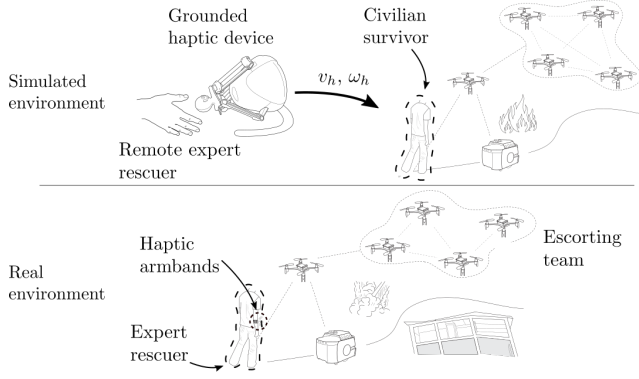 Grounded
haptic device
Civilian
survivor
Simulated
environment
v_h, ω_h
Remote expert
rescuer
Haptic
armbands
Escorting
team
Real
environment
Expert
rescuer